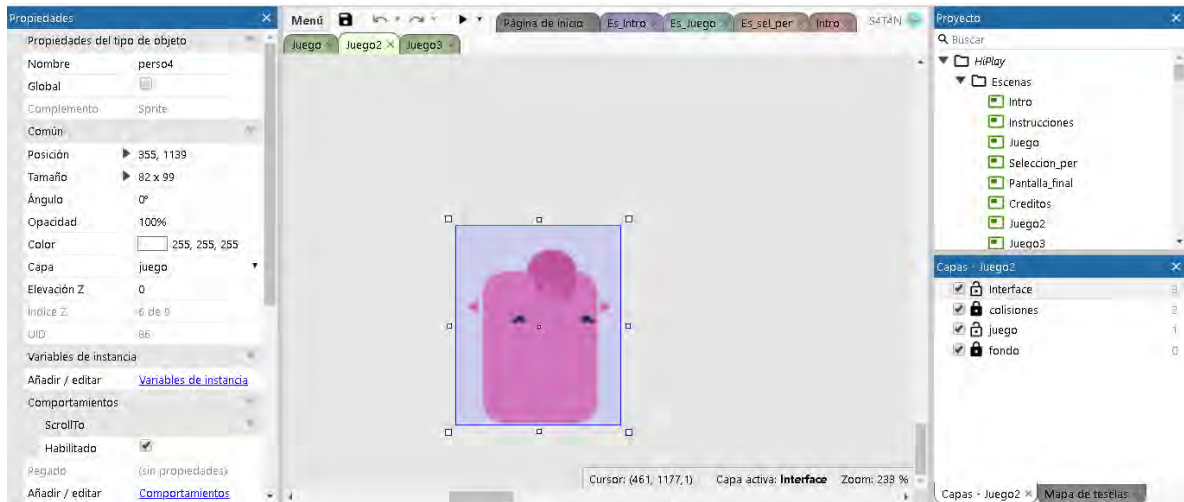 Propiedades
Propiedades del tipo de objeto
Nombre perso4
Global
Complemento Sprite
Común
Posición 355, 1139
Tamaño 82 x 99
Ángulo 0°
Opacidad 100%
Color 255, 255, 255
Capa juego
Elevación Z 0
Índice Z 6 de 9
UID 86
Variables de instancia
Añadir / editar Variables de instancia
Comportamientos
ScrollTo
Habilitado
Pegado (sin propiedades)
Añadir / editar Comportamientos
Menú Página de inicio Es_Intro Es_Juego Es_sel_per Intro S4T4N
Juego Juego2 Juego3
Cursor: (461, 1177,1) Capa activa: Interface Zoom: 233 %
Proyecto
Buscar
HiPlay
Escenas
Intro
Instrucciones
Juego
Seleccion_per
Pantalla_final
Creditos
Juego2
Juego3
Capas - Juego2
Interface 3
colisiones 2
juego 1
fondo 0
Capas - Juego2 Mapa de teselas